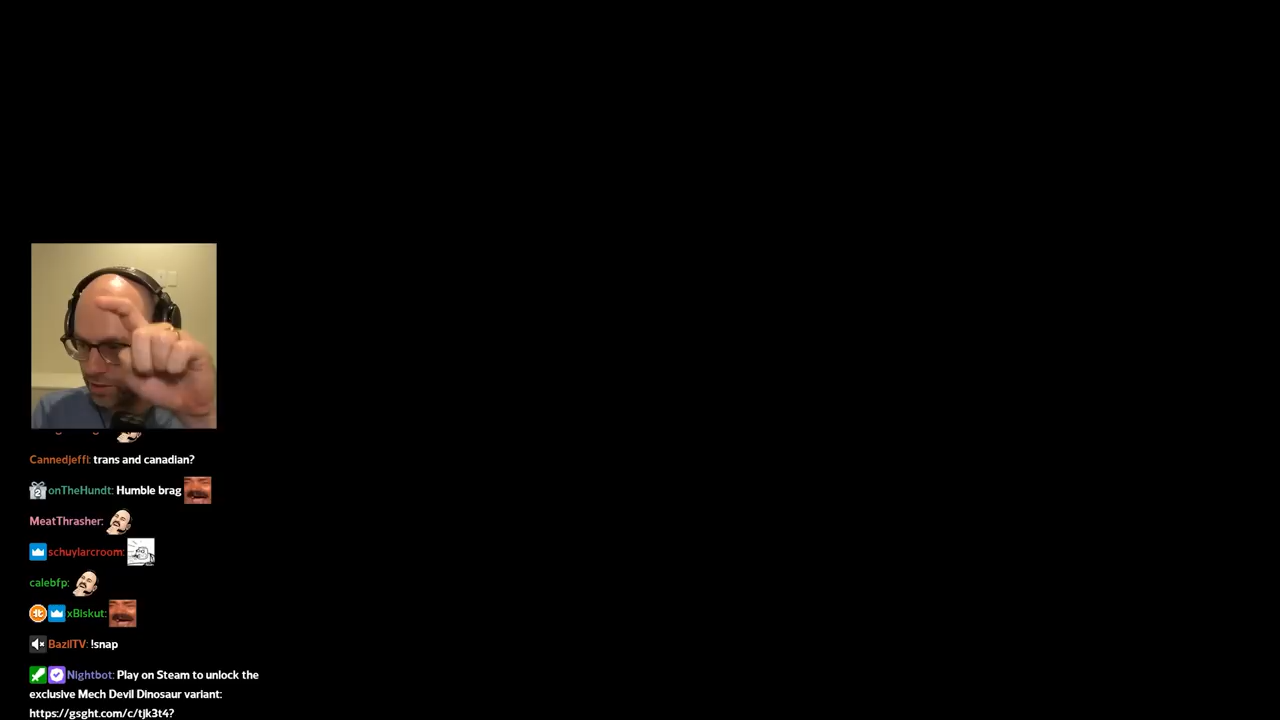 Cannedjeffi: trans and canadian?
onTheHundt: Humble brag
MeatThrasher:
schuylarcroom:
calebfp:
xBiskut:
BazilTV: !snap
Nightbot: Play on Steam to unlock the
exclusive Mech Devil Dinosaur variant:
https://gsght.com/c/tjk3t4?